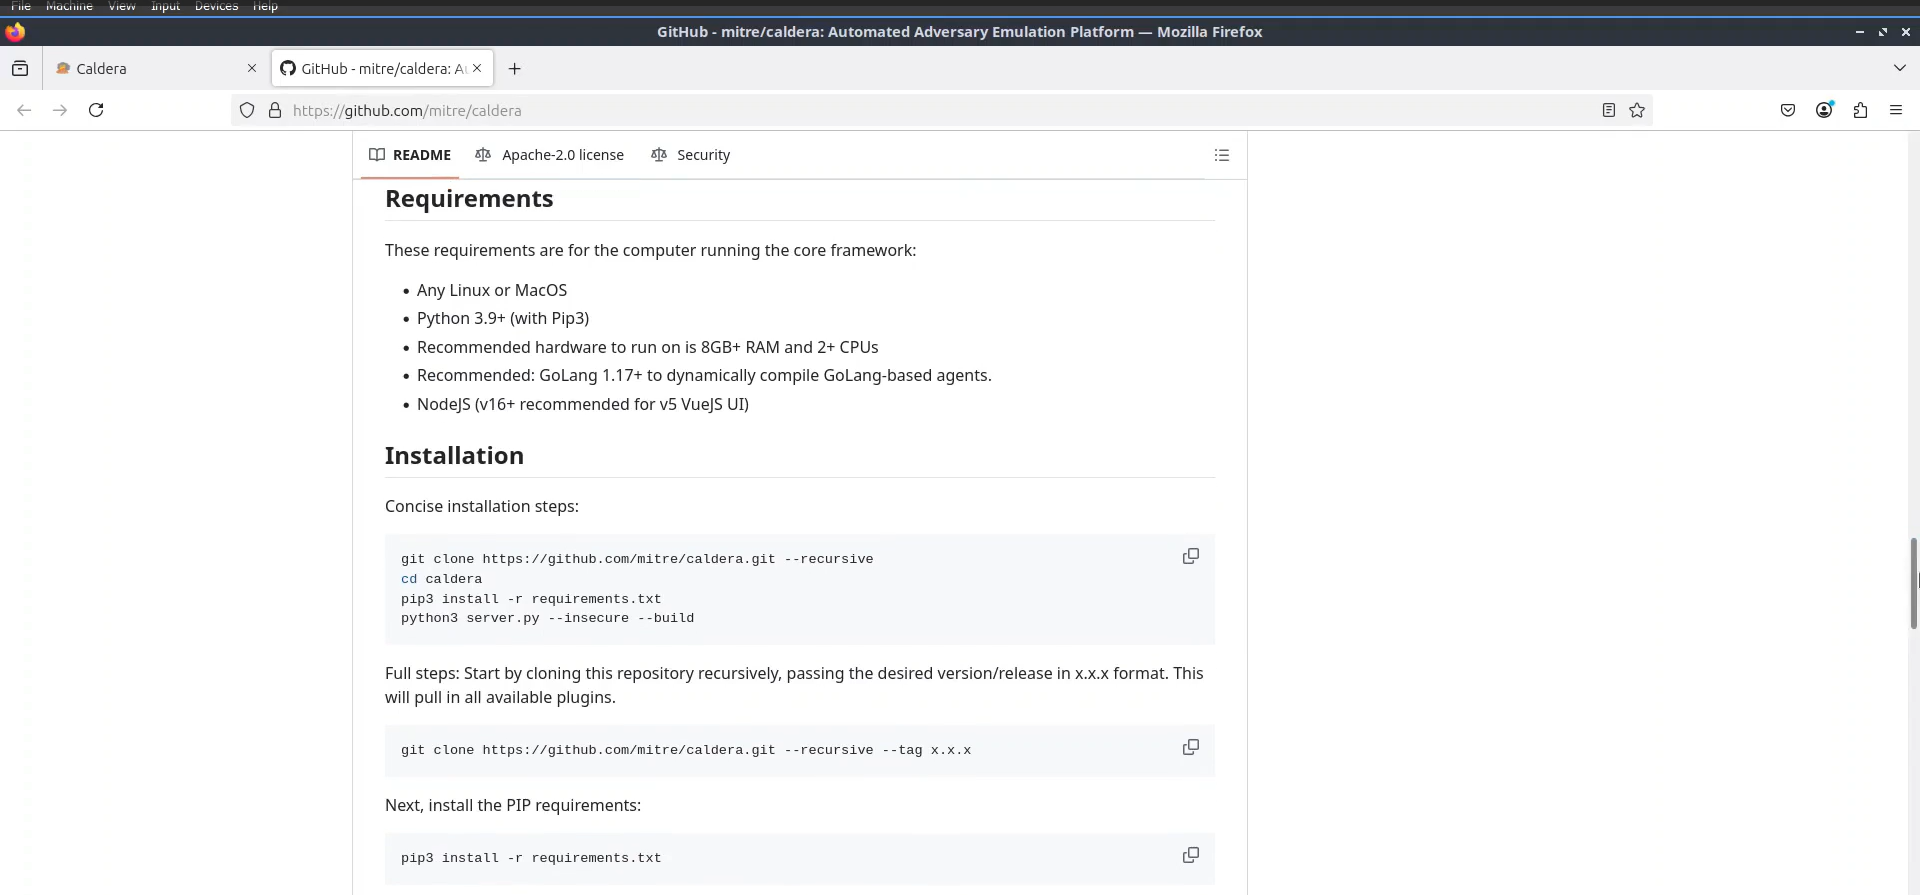 File Machine View Input Devices Help
GitHub - mitre/caldera: Automated Adversary Emulation Platform — Mozilla Firefox
Caldera
GitHub - mitre/caldera: Au
https://github.com/mitre/caldera
README Apache-2.0 license Security
Requirements
These requirements are for the computer running the core framework:
• Any Linux or MacOS
• Python 3.9+ (with Pip3)
• Recommended hardware to run on is 8GB+ RAM and 2+ CPUs
• Recommended: GoLang 1.17+ to dynamically compile GoLang-based agents.
• NodeJS (v16+ recommended for v5 VueJS UI)
Installation
Concise installation steps:
git clone https://github.com/mitre/caldera.git --recursive
cd caldera
pip3 install -r requirements.txt
python3 server.py --insecure --build
Full steps: Start by cloning this repository recursively, passing the desired version/release in x.x.x format. This
will pull in all available plugins.
git clone https://github.com/mitre/caldera.git --recursive --tag x.x.x
Next, install the PIP requirements:
pip3 install -r requirements.txt